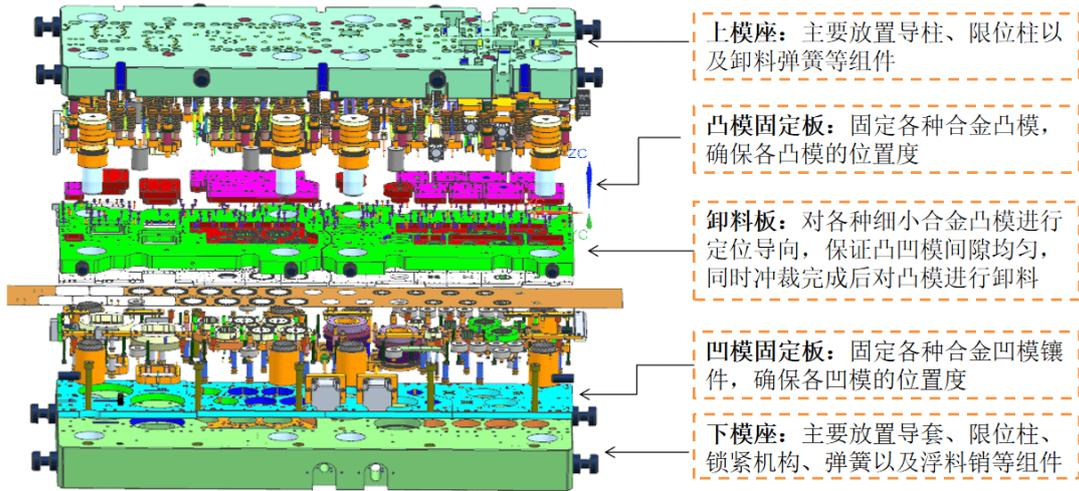 上模座：主要放置导柱、限位柱以
及卸料弹簧等组件
凸模固定板：固定各种合金凸模，
确保各凸模的位置度
ZC
卸料板：对各种细小合金凸模进行
定位导向，保证凸凹模间隙均匀，
同时冲裁完成后对凸模进行卸料
YC
凹模固定板：固定各种合金凹模镶
件，确保各凹模的位置度
下模座：主要放置导套、限位柱、
锁紧机构、弹簧以及浮料销等组件